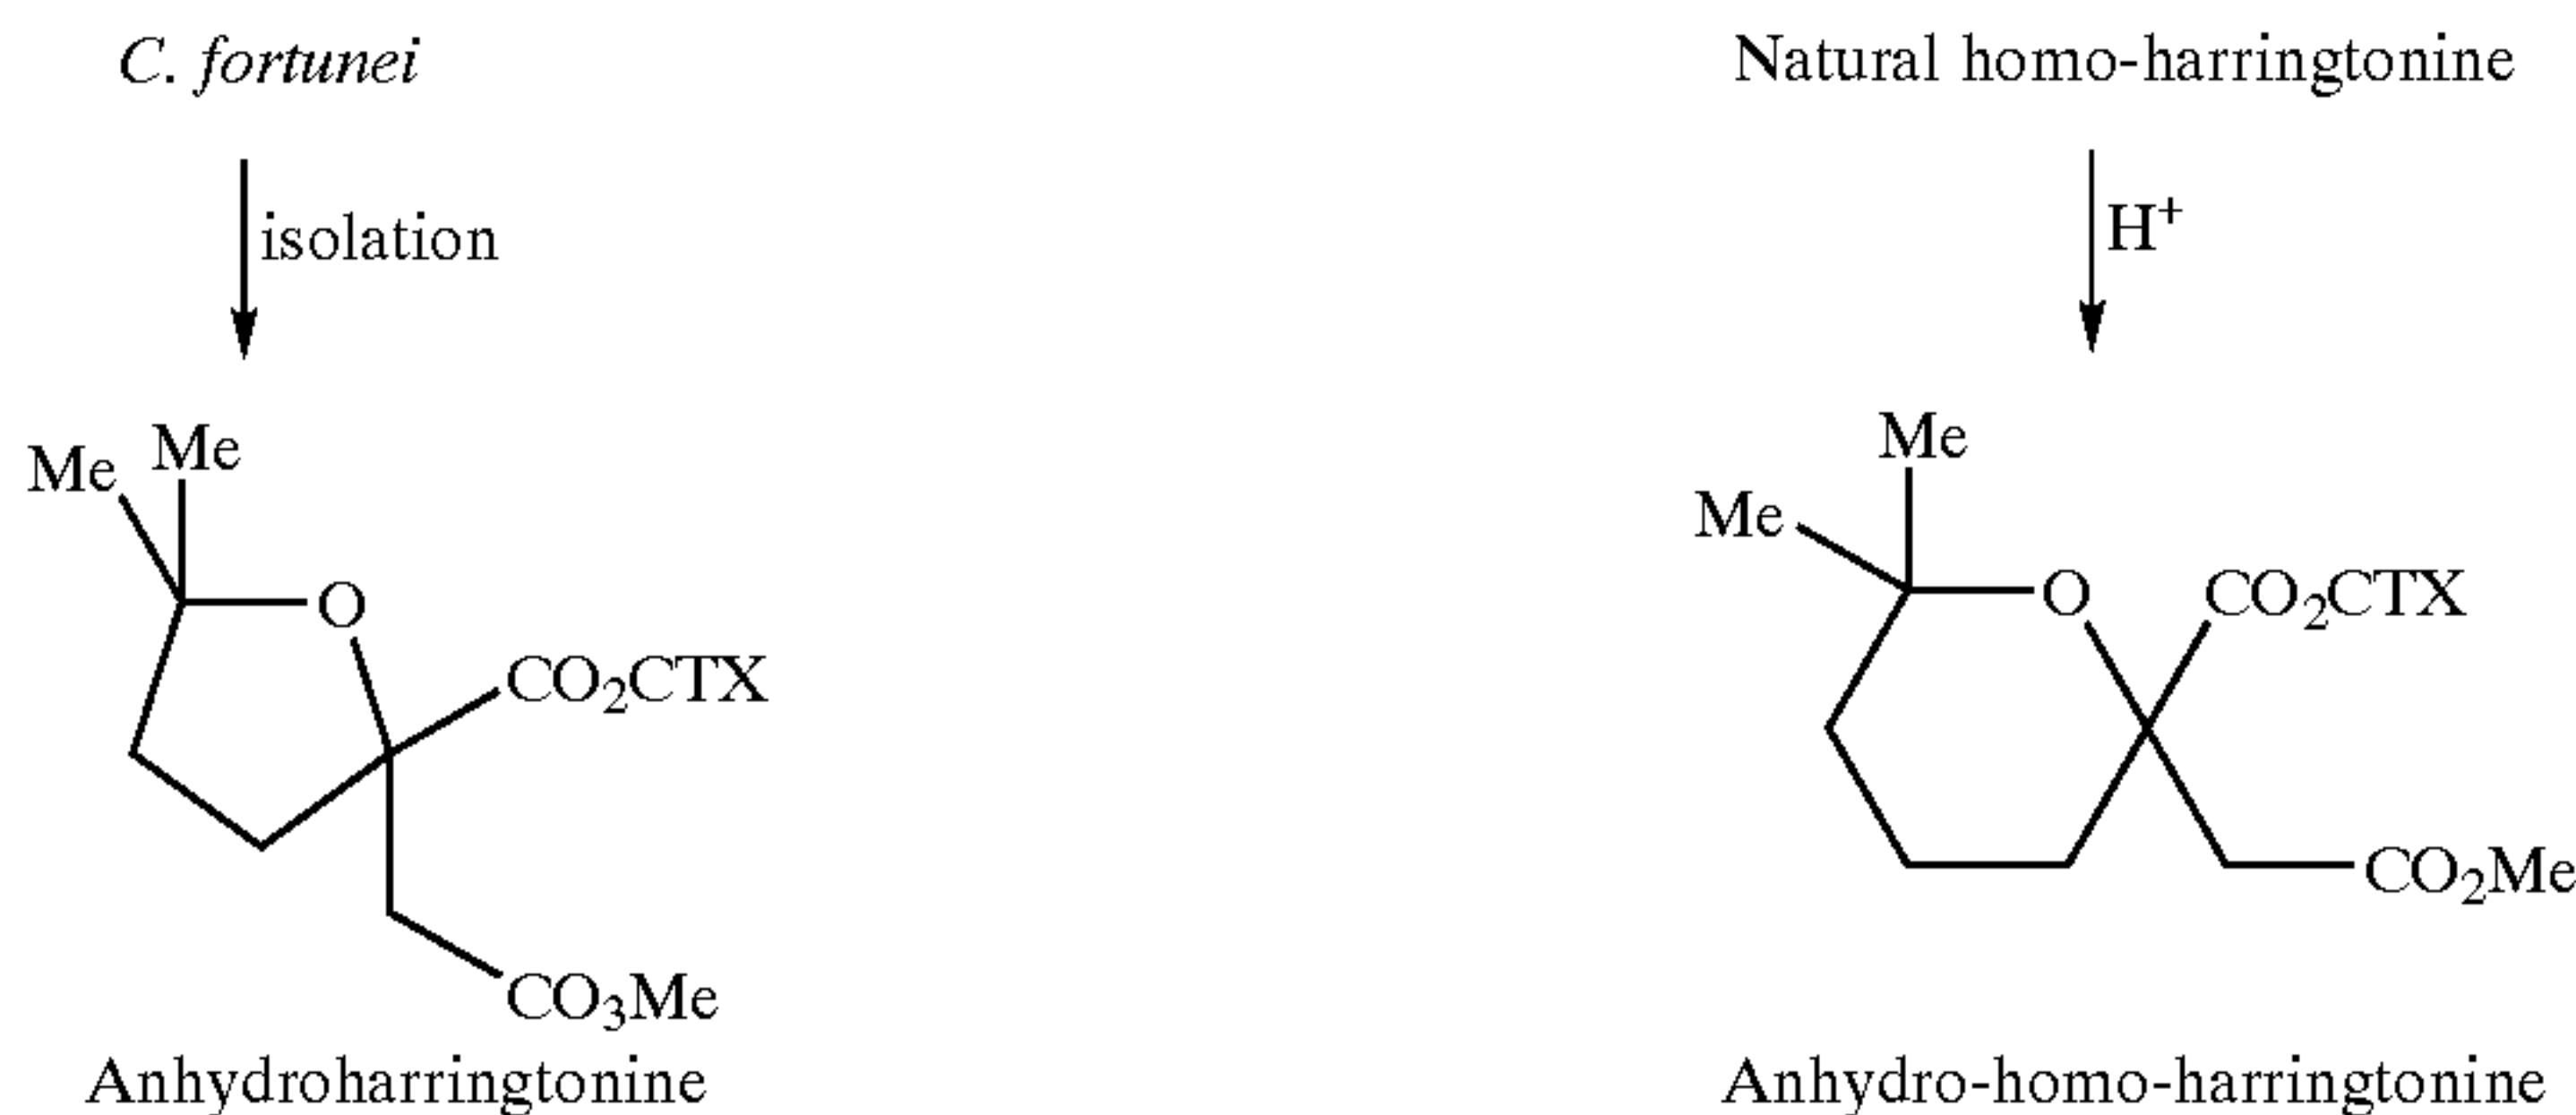 C. fortunei
isolation
Me Me
O
CO₂CTX
CO₃Me
Anhydroharringtonine
Natural homo-harringtonine
H⁺
Me
Me
O CO₂CTX
CO₂Me
Anhydro-homo-harringtonine